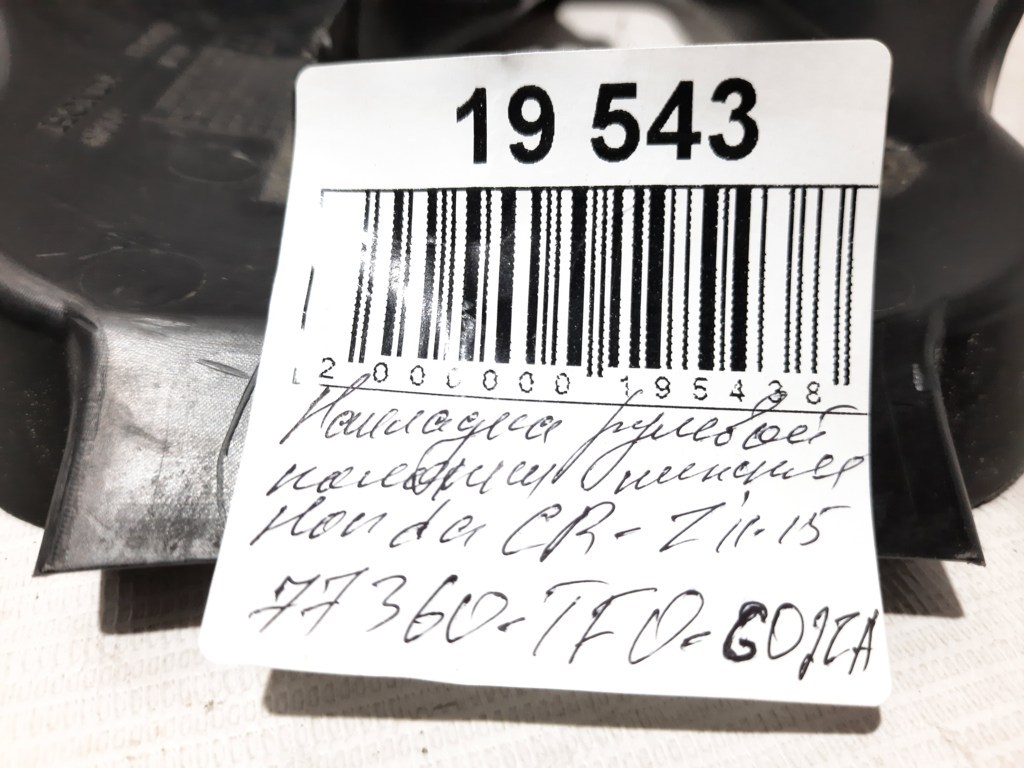 19 543
2 000000 195438
Накладка рулевой
колонки нижняя
Honda CR-Z 11-15
77360-TF0-G01ZA